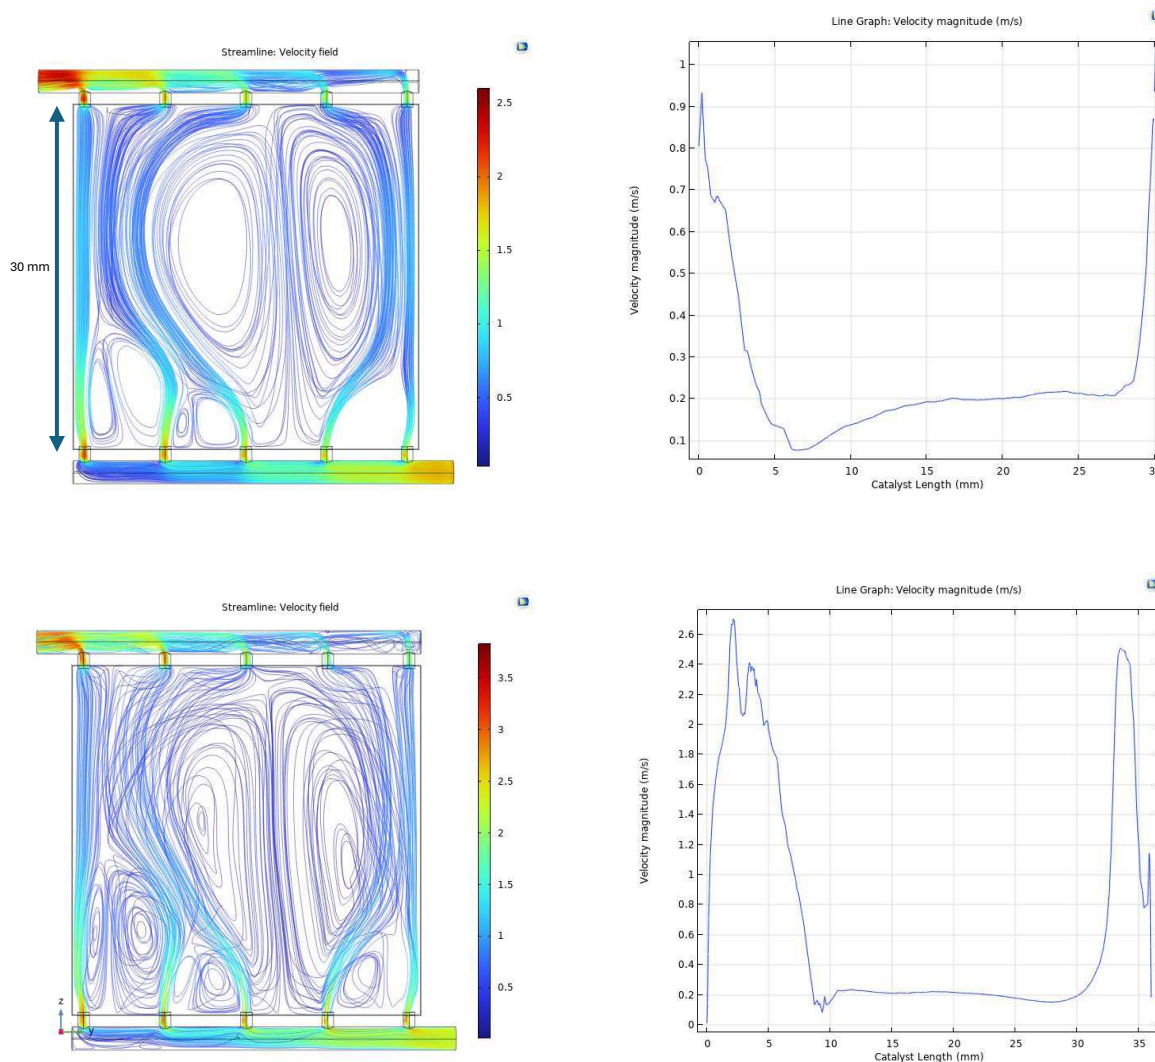 Streamline: Velocity field
2.5
2
1.5
1
0.5
30 mm
Line Graph: Velocity magnitude (m/s)
1
0.9
0.8
0.7
0.6
0.5
0.4
0.3
0.2
0.1
Velocity magnitude (m/s)
0 5 10 15 20 25 3
Catalyst Length (mm)
Streamline: Velocity field
3.5
3
2.5
2
1.5
1
0.5
z
y
Line Graph: Velocity magnitude (m/s)
2.6
2.4
2.2
2
1.8
1.6
1.4
1.2
1
0.8
0.6
0.4
0.2
0
Velocity magnitude (m/s)
0 5 10 15 20 25 30 35
Catalyst Length (mm)